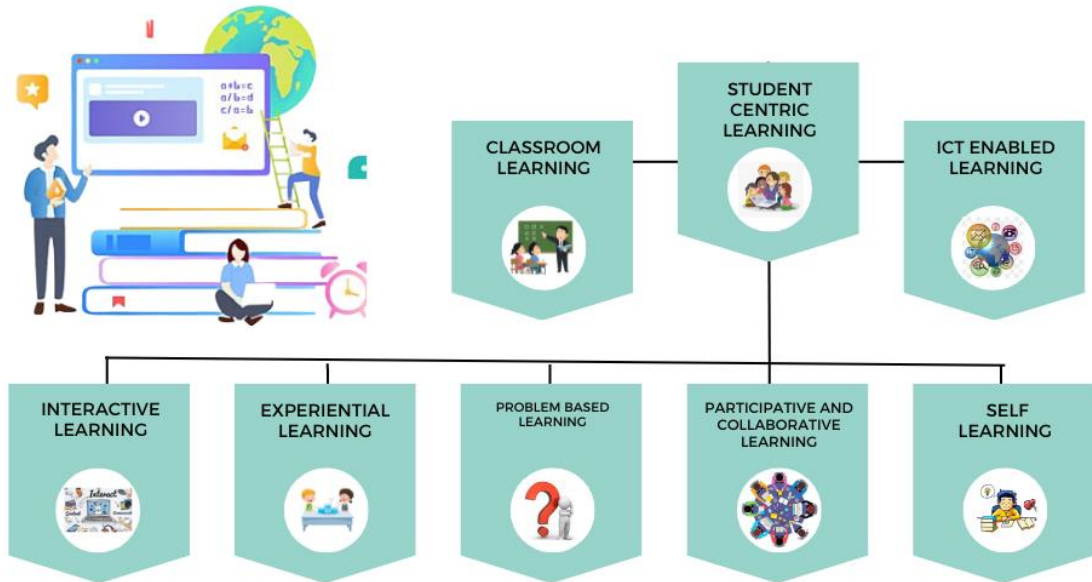 a+b=c
a/b=d
c/a=b
STUDENT
CENTRIC
LEARNING
CLASSROOM
LEARNING
ICT ENABLED
LEARNING
INTERACTIVE
LEARNING
EXPERIENTIAL
LEARNING
PROBLEM BASED
LEARNING
PARTICIPATIVE AND
COLLABORATIVE
LEARNING
SELF
LEARNING
Interact